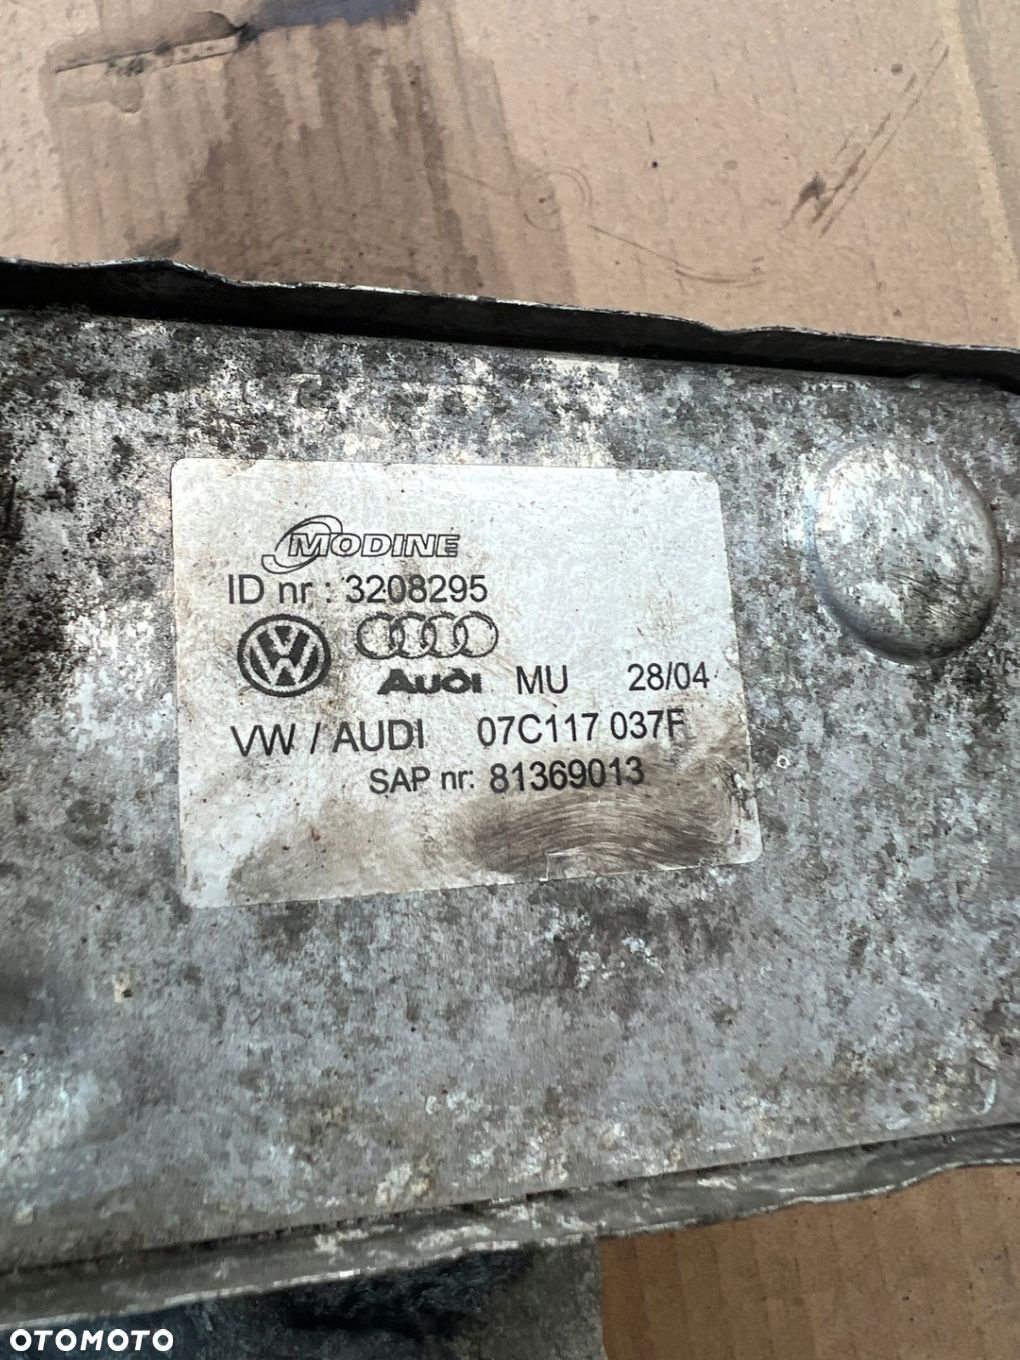 MODINE
ID nr : 3208295
Audi MU 28/04
VW / AUDI 07C117 037F
SAP nr: 81369013
OTOMOTO